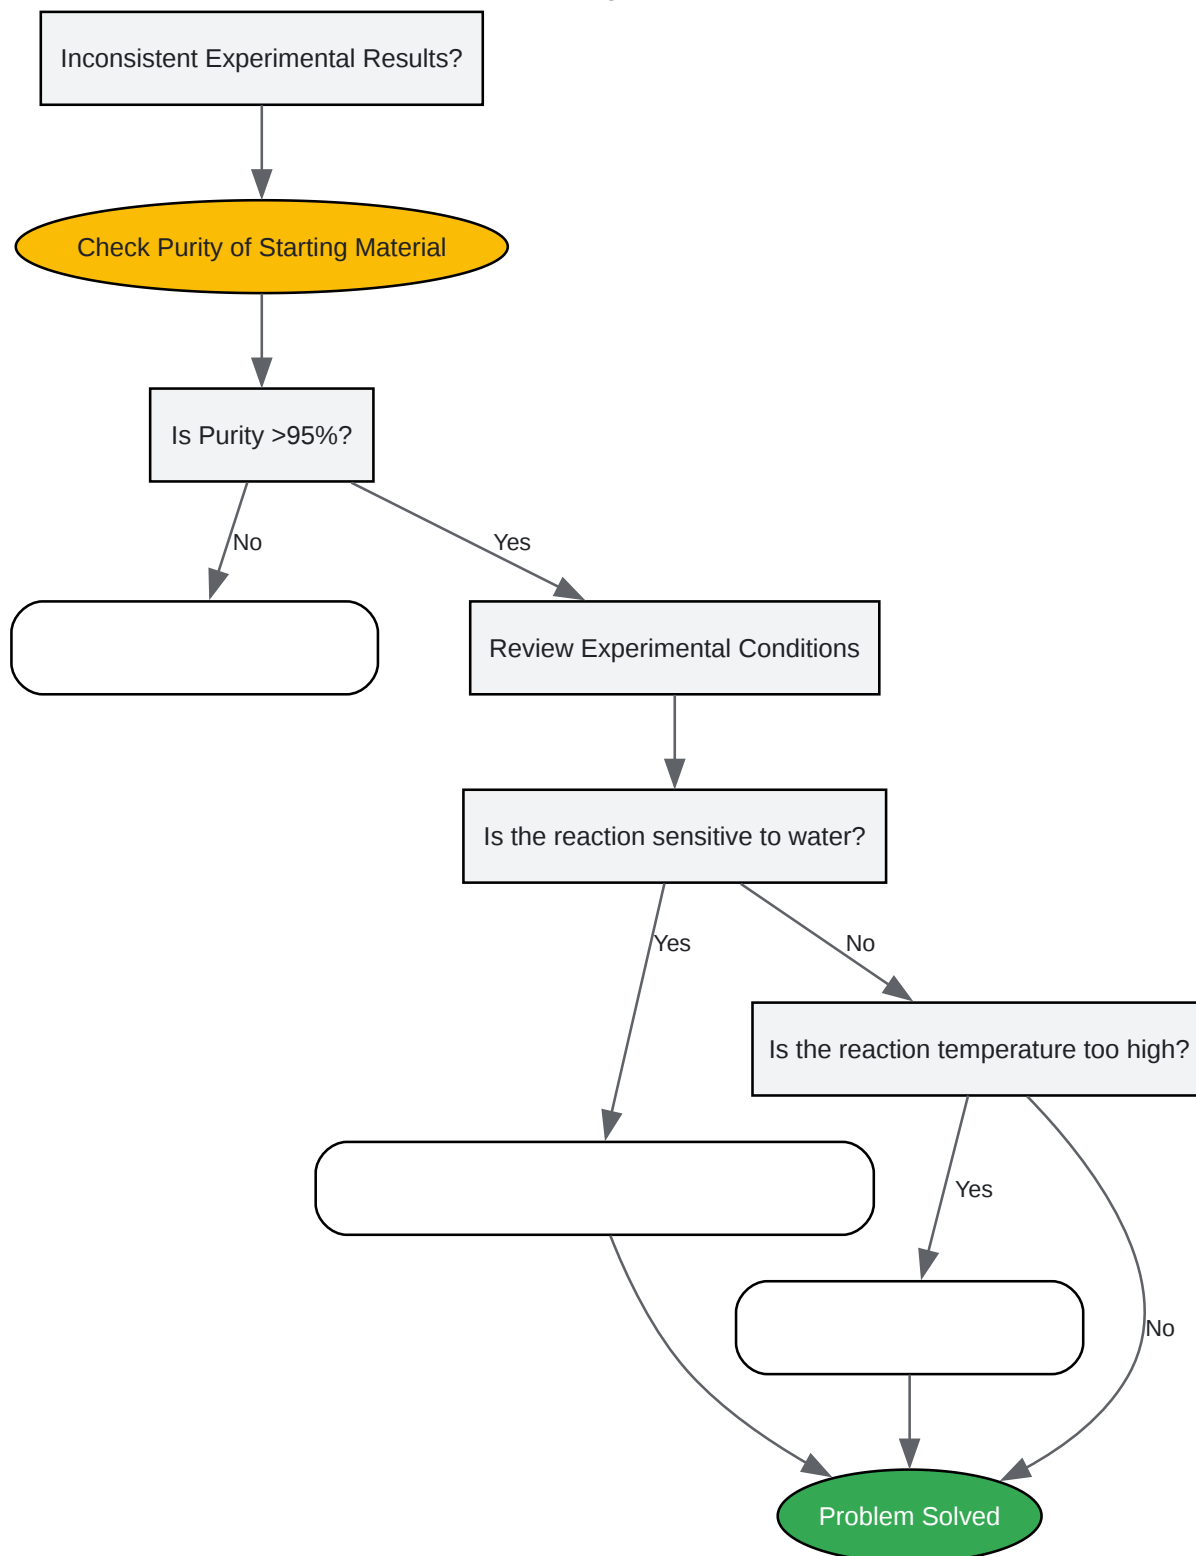 Inconsistent Experimental Results?
Check Purity of Starting Material
Is Purity >95%?
No
Yes
Review Experimental Conditions
Is the reaction sensitive to water?
Yes
No
Is the reaction temperature too high?
Yes
No
Problem Solved